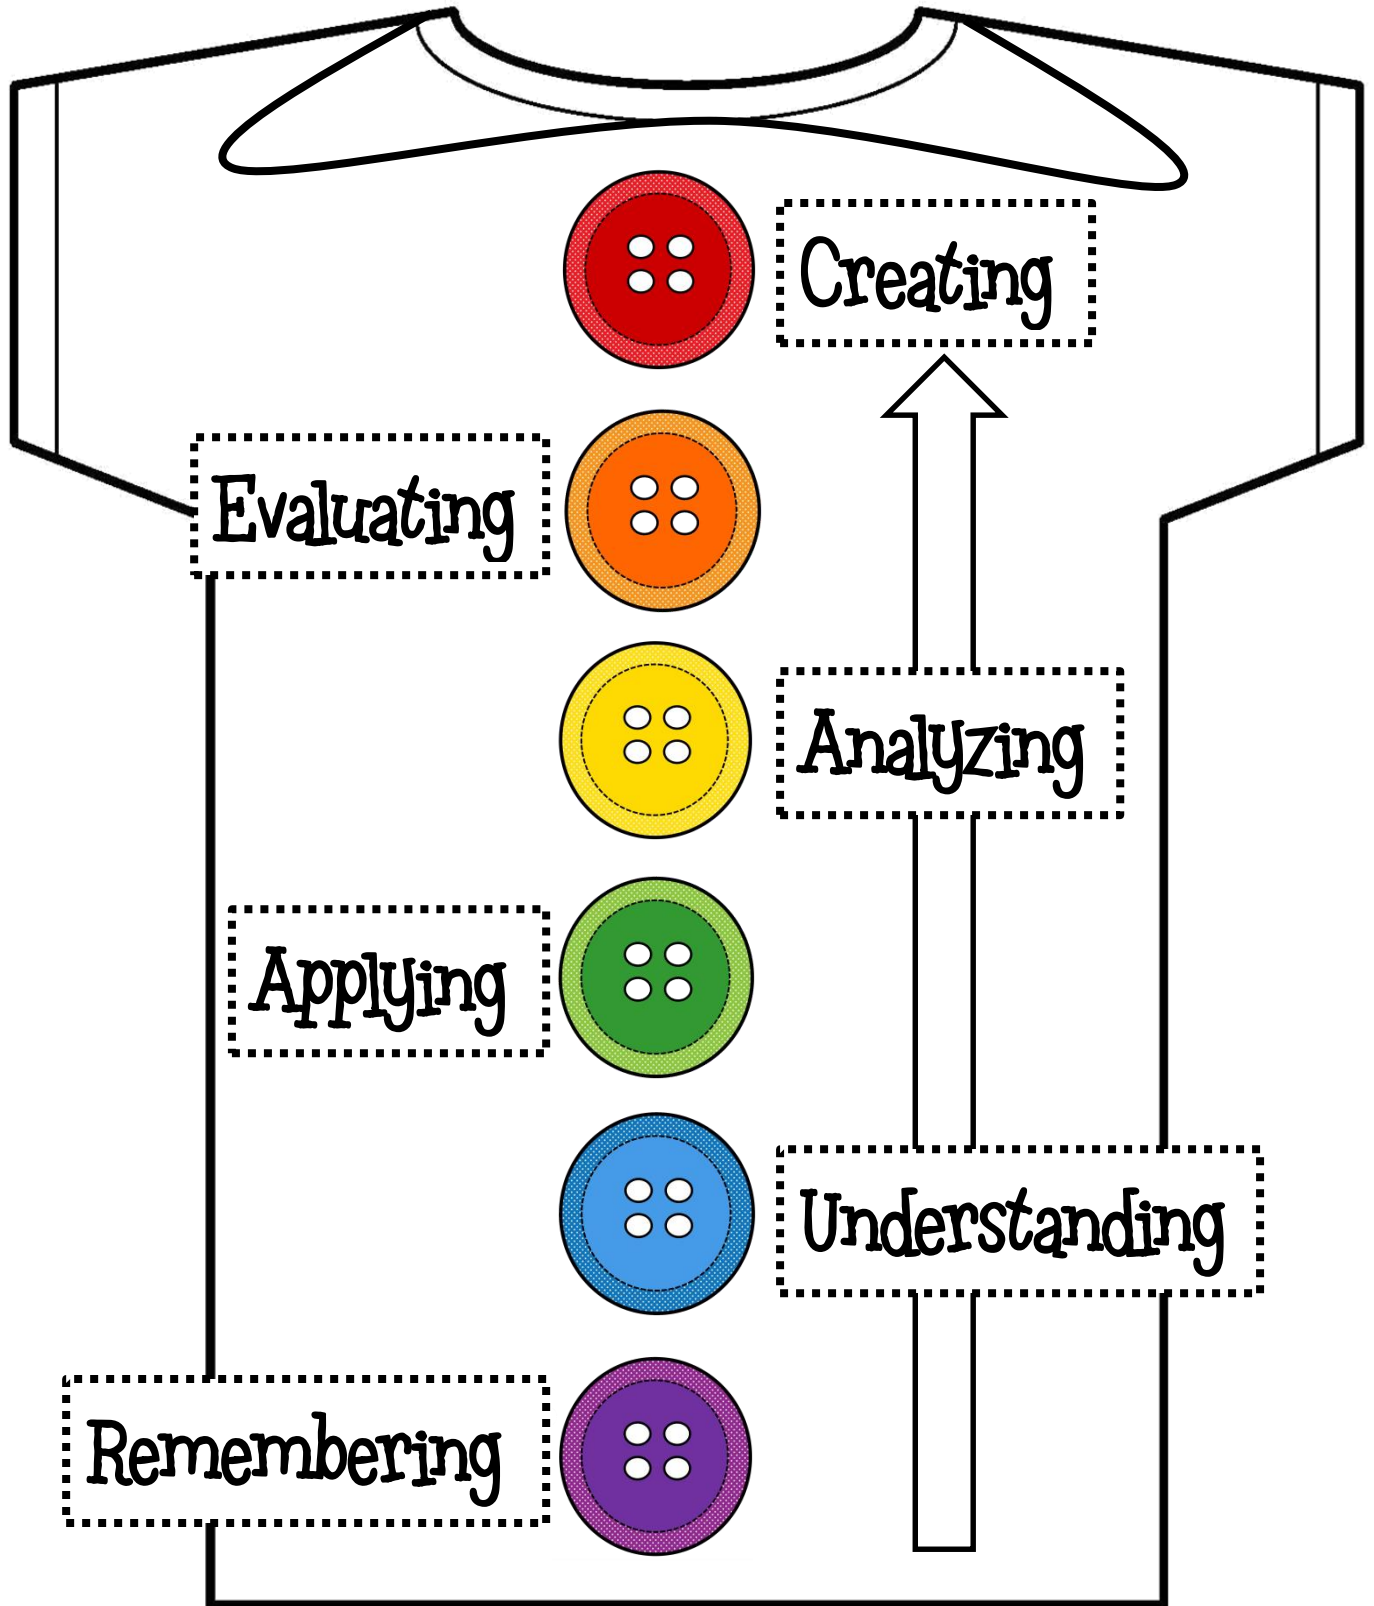 Creating
Evaluating
Analyzing
Applying
Understanding
Remembering